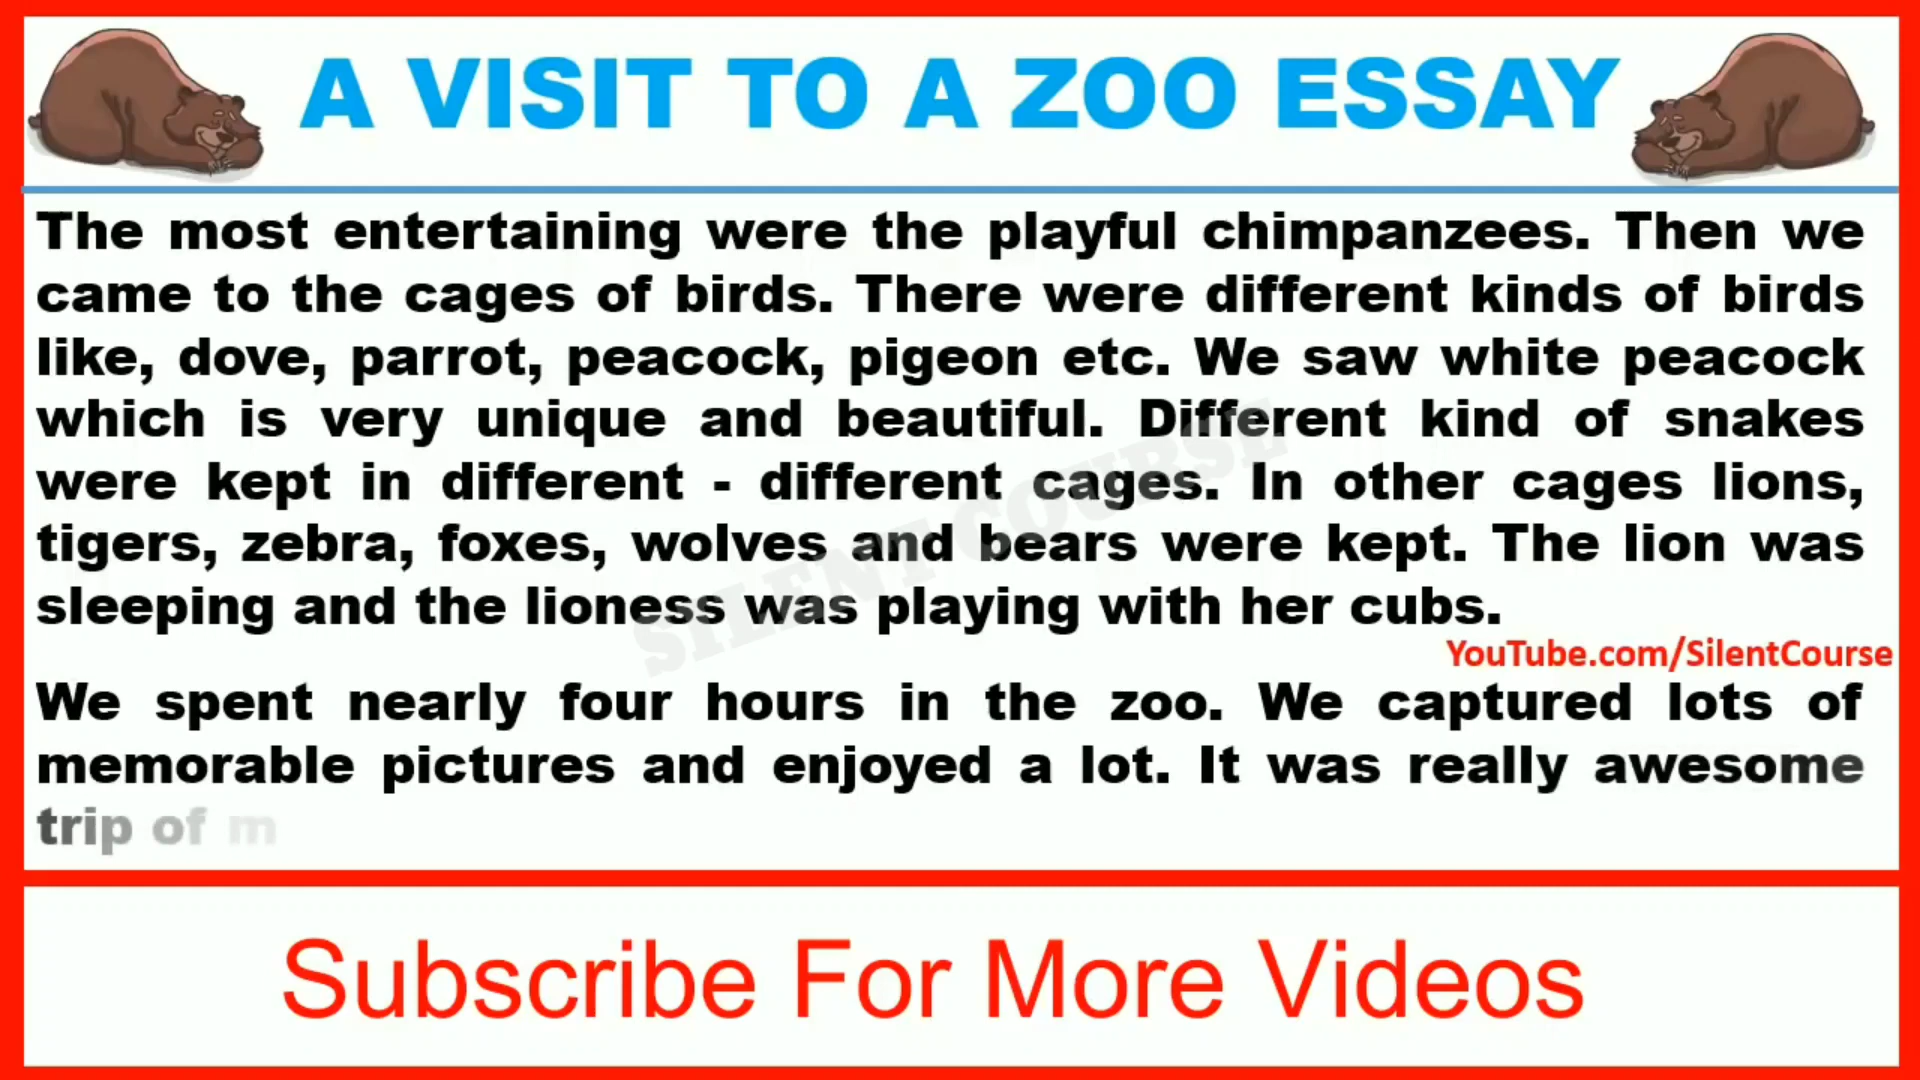 A VISIT TO A ZOO ESSAY
The most entertaining were the playful chimpanzees. Then we
came to the cages of birds. There were different kinds of birds
like, dove, parrot, peacock, pigeon etc. We saw white peacock
which is very unique and beautiful. Different kind of snakes
were kept in different - different cages. In other cages lions,
tigers, zebra, foxes, wolves and bears were kept. The lion was
sleeping and the lioness was playing with her cubs.
SILENT COURSE
YouTube.com/SilentCourse
We spent nearly four hours in the zoo. We captured lots of
memorable pictures and enjoyed a lot. It was really awesome
trip of m
Subscribe For More Videos